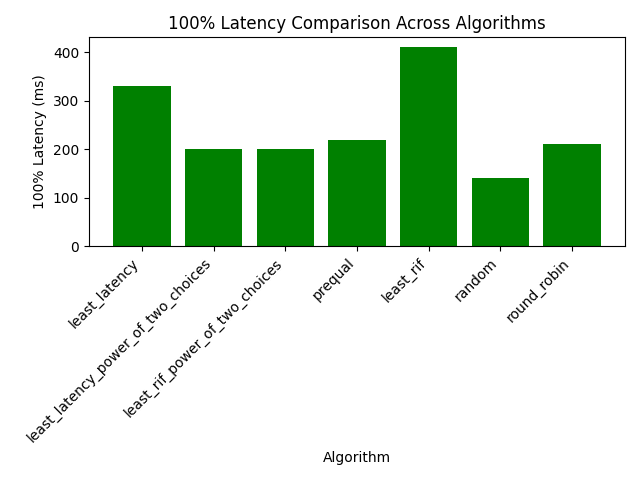 100% Latency Comparison Across Algorithms
100% Latency (ms)
400
300
200
100
0
least_latency
least_latency_power_of_two_choices
least_rif_power_of_two_choices
prequal
least_rif
random
round_robin
Algorithm